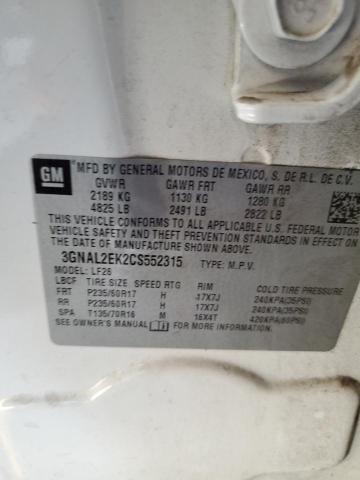 GM
MFD BY GENERAL MOTORS DE MEXICO, S. DE R.L. DE C.V.
GVWR GAWR FRT GAWR RR
2189 KG 1130 KG 1280 KG
4825 LB 2491 LB 2822 LB
THIS VEHICLE CONFORMS TO ALL APPLICABLE U.S. FEDERAL MOTOR
VEHICLE SAFETY AND THEFT PREVENTION STANDARDS IN EFFECT ON
THE DATE OF MANUFACTURE SHOWN ABOVE.
3GNAL2EK2CS552315 TYPE: M.P.V.
MODEL: LF26
LBCF TIRE SIZE SPEED RTG RIM COLD TIRE PRESSURE
FRT P235/60R17 H 17X7J 240KPA(35PSI)
RR P235/60R17 H 17X7J 240KPA(35PSI)
SPA T135/70R16 M 16X4T 420KPA(60PSI)
SEE OWNER'S MANUAL FOR MORE INFORMATION